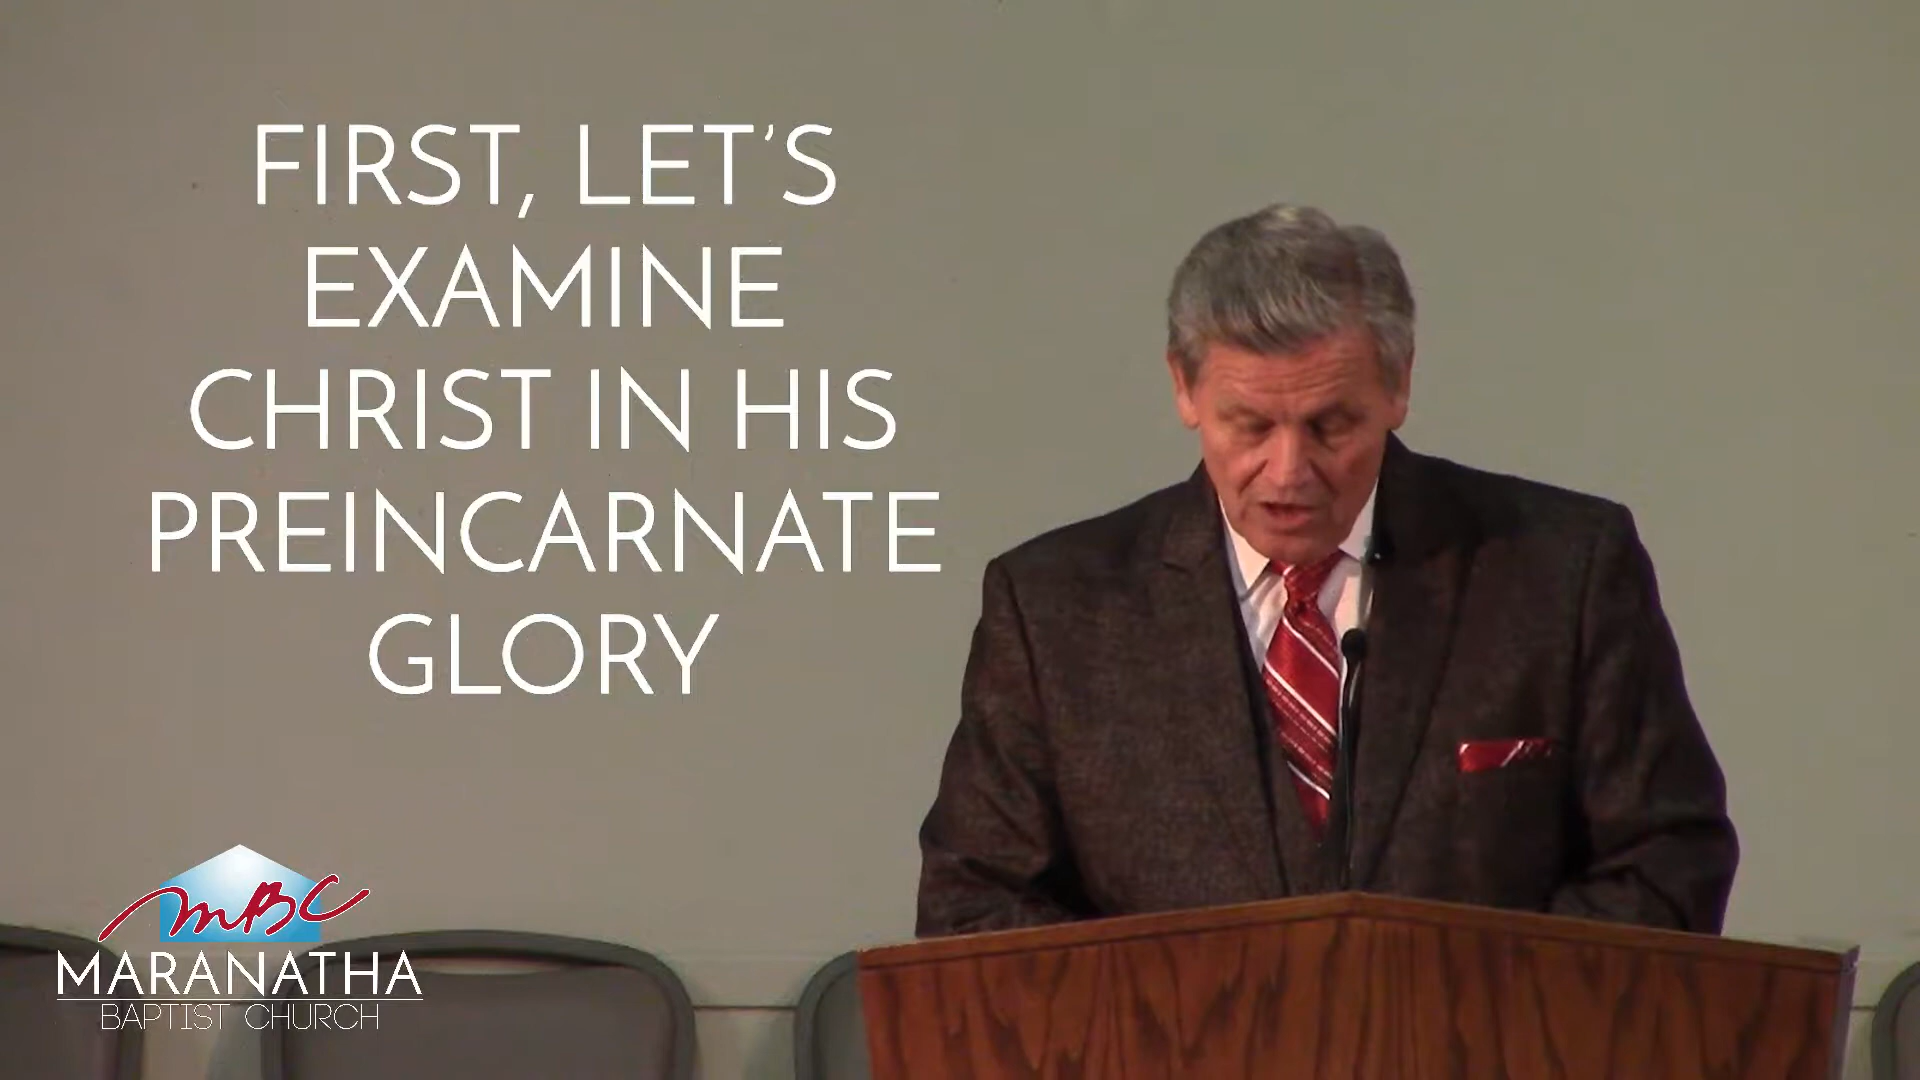 FIRST, LET'S
EXAMINE
CHRIST IN HIS
PREINCARNATE
GLORY
MBC
MARANATHA
BAPTIST CHURCH